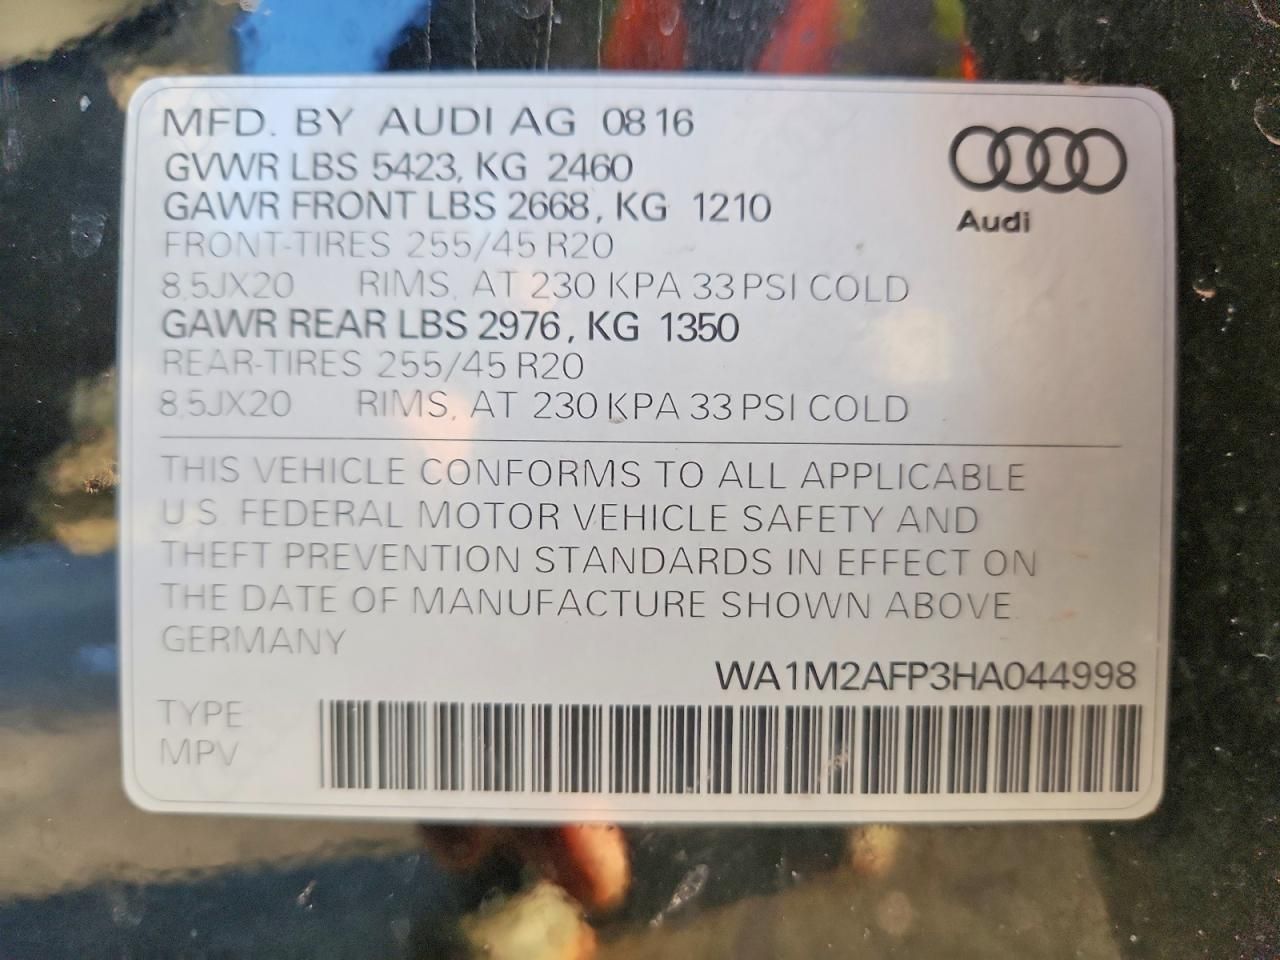 MFD. BY AUDI AG 08 16
GVWR LBS 5423, KG 2460
GAWR FRONT LBS 2668, KG 1210
FRONT-TIRES 255/45 R20
8,5JX20 RIMS, AT 230 KPA 33 PSI COLD
GAWR REAR LBS 2976, KG 1350
REAR-TIRES 255/45 R20
8,5JX20 RIMS, AT 230 KPA 33 PSI COLD
Audi
THIS VEHICLE CONFORMS TO ALL APPLICABLE
U.S. FEDERAL MOTOR VEHICLE SAFETY AND
THEFT PREVENTION STANDARDS IN EFFECT ON
THE DATE OF MANUFACTURE SHOWN ABOVE.
GERMANY
WA1M2AFP3HA044998
TYPE
MPV